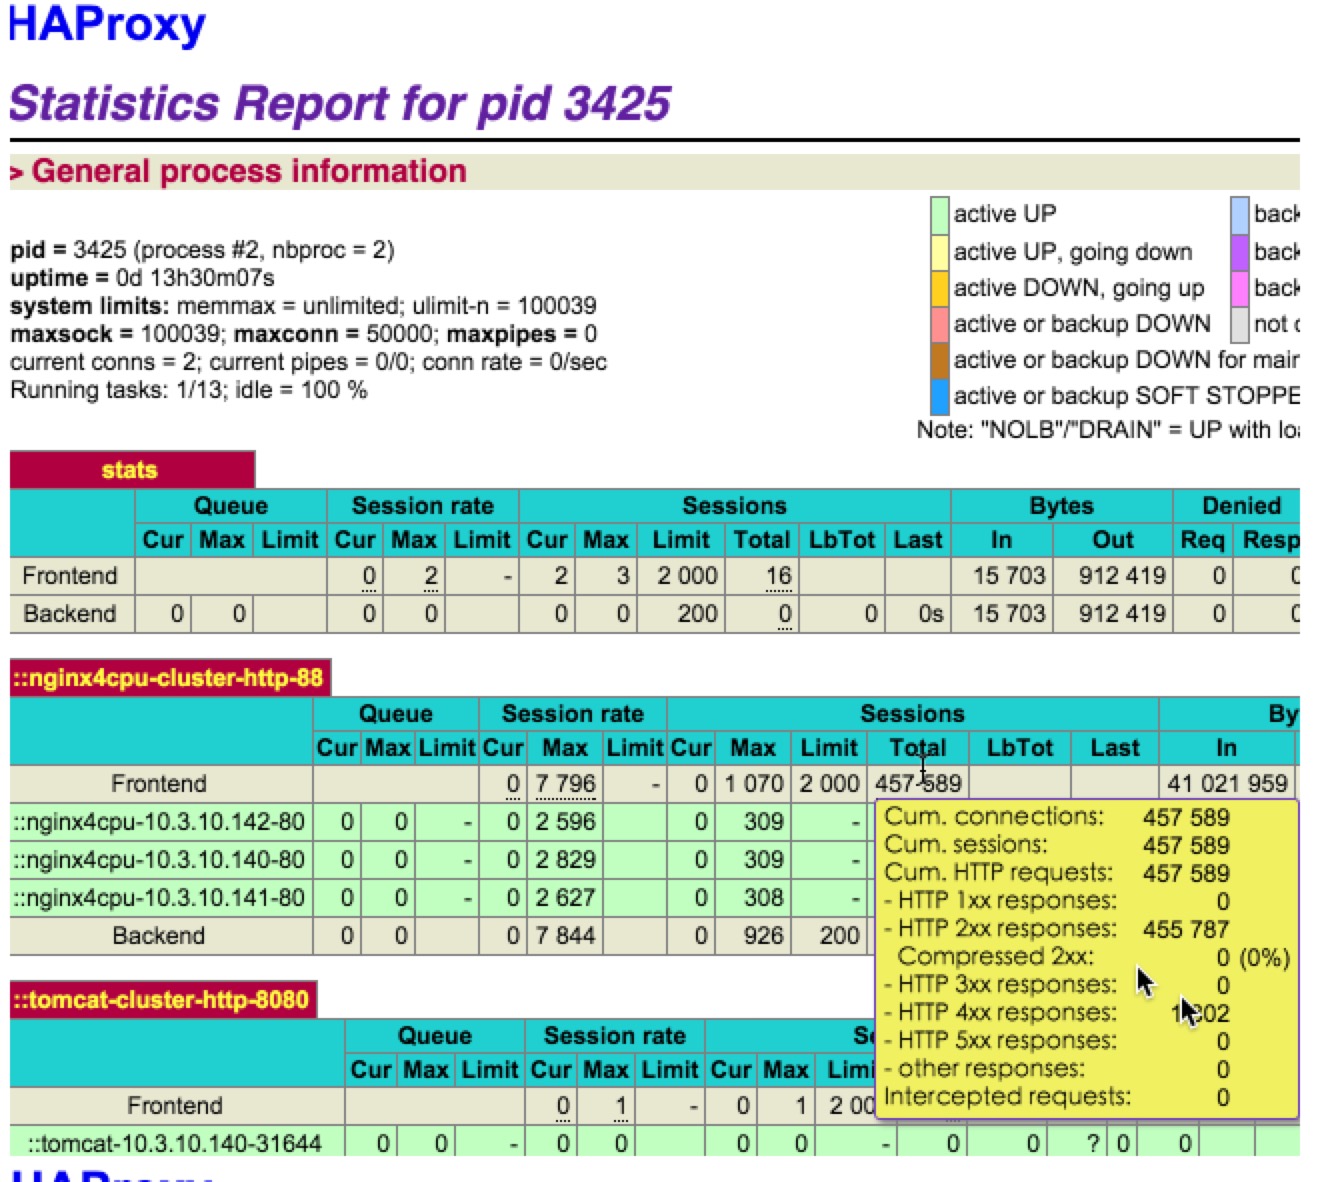 HAProxy
Statistics Report for pid 3425
> General process information
pid = 3425 (process #2, nbproc = 2)
uptime = 0d 13h30m07s
system limits: memmax = unlimited; ulimit-n = 100039
maxsock = 100039; maxconn = 50000; maxpipes = 0
current conns = 2; current pipes = 0/0; conn rate = 0/sec
Running tasks: 1/13; idle = 100 %
active UP back
active UP, going down back
active DOWN, going up back
active or backup DOWN not
active or backup DOWN for
active or backup SOFT
Note: "NOLB"/"DRAIN" = UP with
stats
Queue Session rate Sessions Bytes Denied
Cur Max Limit Cur Max Limit Cur Max Limit Total LbTot Last In Out Req Resp
Frontend 0 2 - 2 3 2 000 16 15 703 912 419 0 0
Backend 0 0 0 0 0 0 200 0 0 0s 15 703 912 419 0 0
::nginx4cpu-cluster-http-88
Queue Session rate Sessions By
Cur Max Limit Cur Max Limit Cur Max Limit Total LbTot Last In
Frontend 0 7 796 - 0 1 070 2 000 457 589 41 021 959
::nginx4cpu-10.3.10.142-80 0 0 - 0 2 596 0 309 -
::nginx4cpu-10.3.10.140-80 0 0 - 0 2 829 0 309 -
::nginx4cpu-10.3.10.141-80 0 0 - 0 2 627 0 308 -
Backend 0 0 0 7 844 0 926 200
Cum. connections: 457 589
Cum. sessions: 457 589
Cum. HTTP requests: 457 589
- HTTP 1xx responses: 0
- HTTP 2xx responses: 455 787
Compressed 2xx: 0 (0%)
- HTTP 3xx responses: 0
- HTTP 4xx responses:
- HTTP 5xx responses: 0
- other responses: 0
Intercepted requests: 0
::tomcat-cluster-http-8080
Queue Session rate
Cur Max Limit Cur Max Limit Cur Max
Frontend 0 1 - 0 1 2 00
::tomcat-10.3.10.140-31644 0 0 - 0 0 0 0 - 0 0 ? 0 0